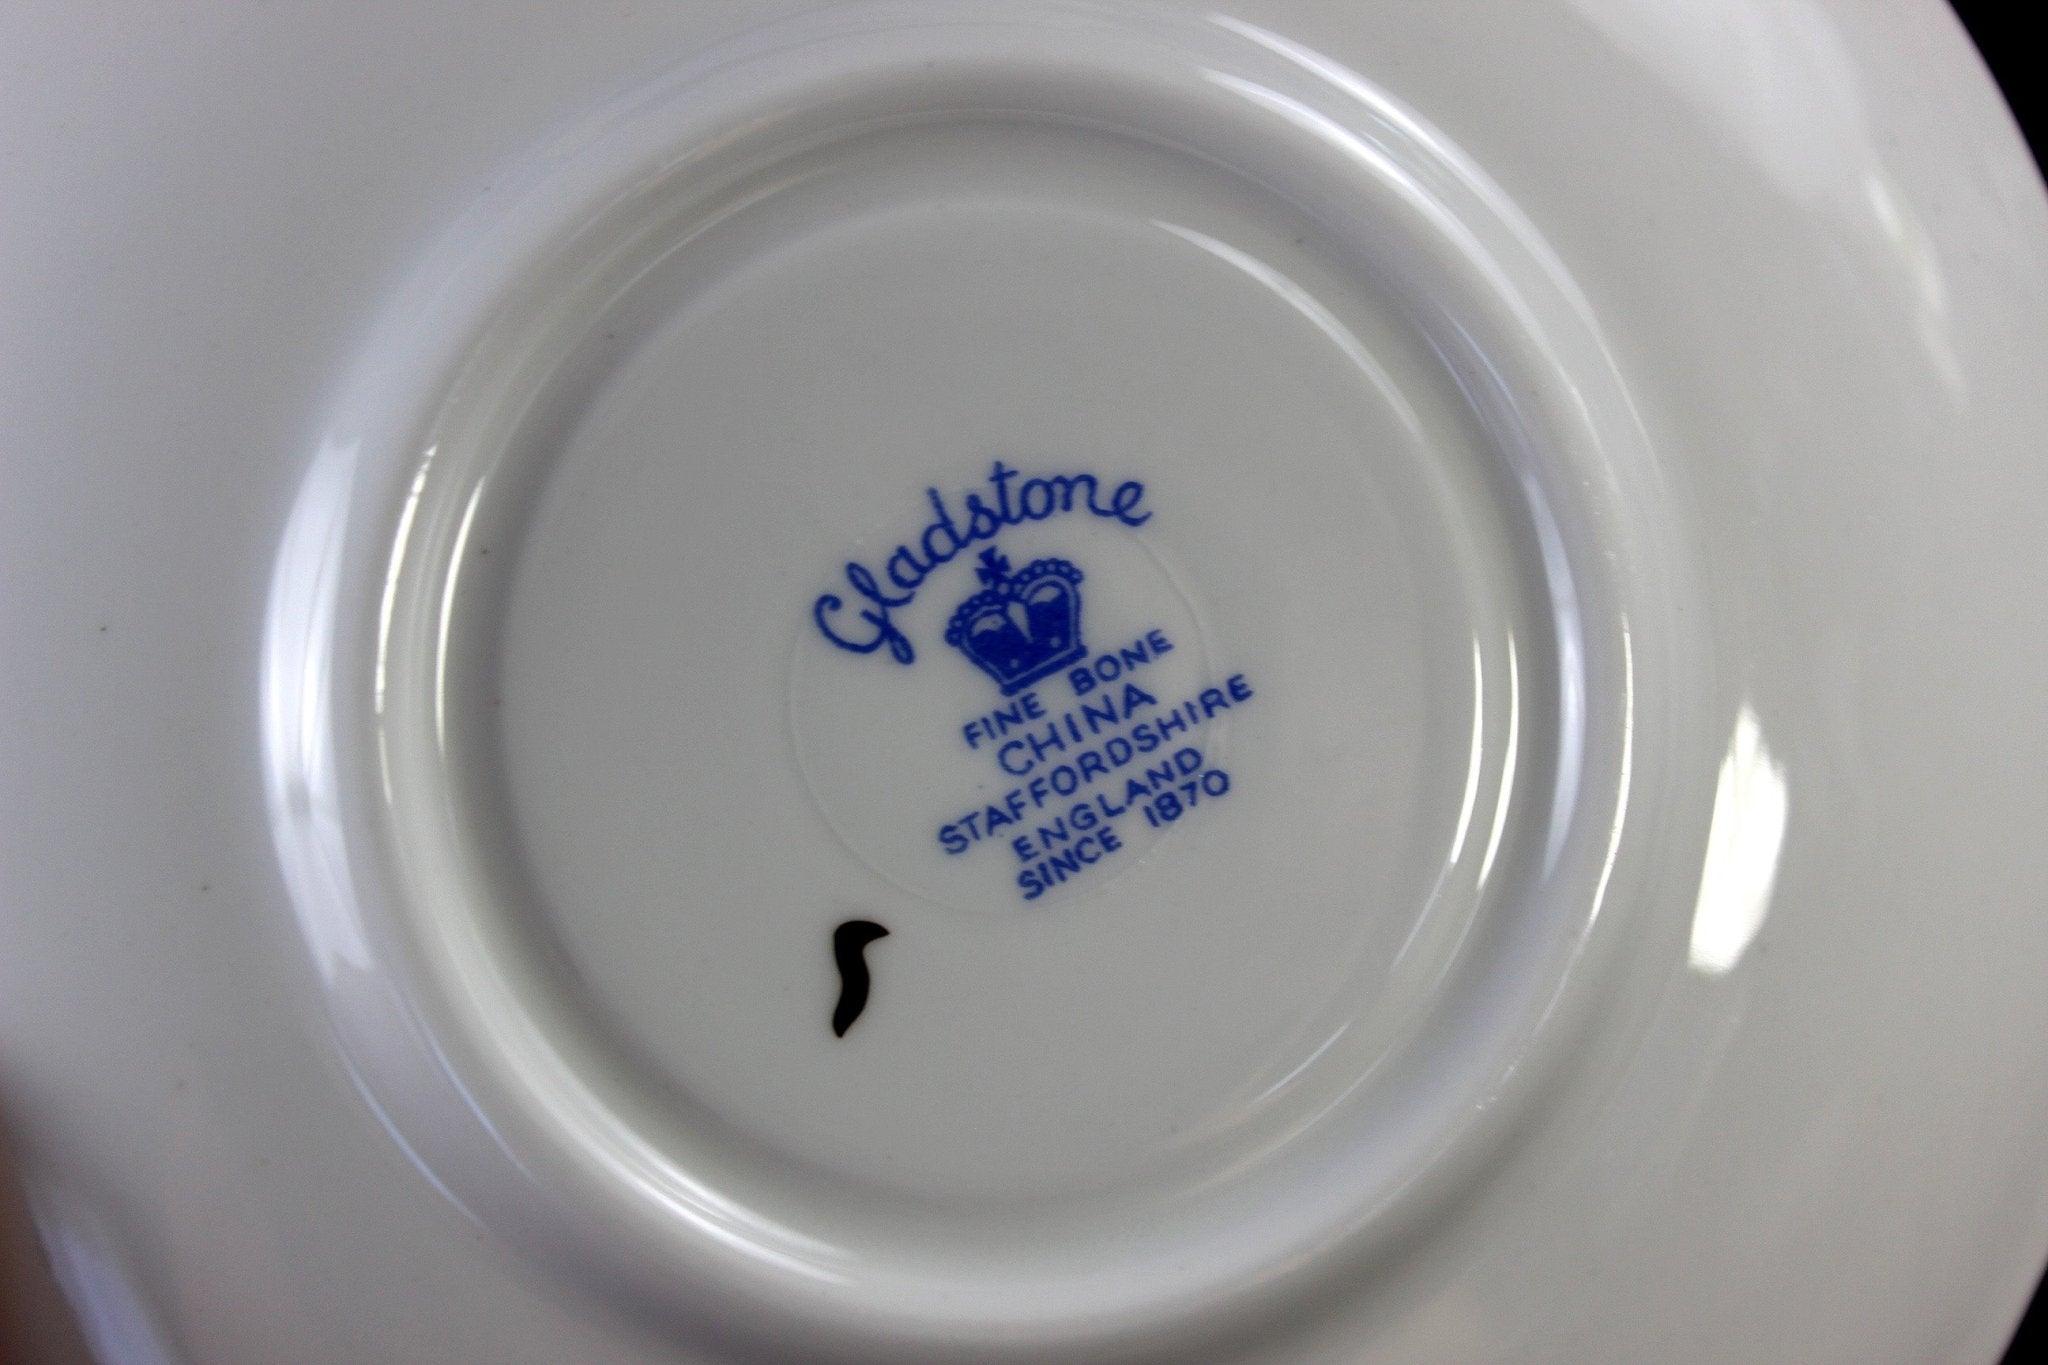 Gladstone
FINE BONE
CHINA
STAFFORDSHIRE
ENGLAND
SINCE 1870